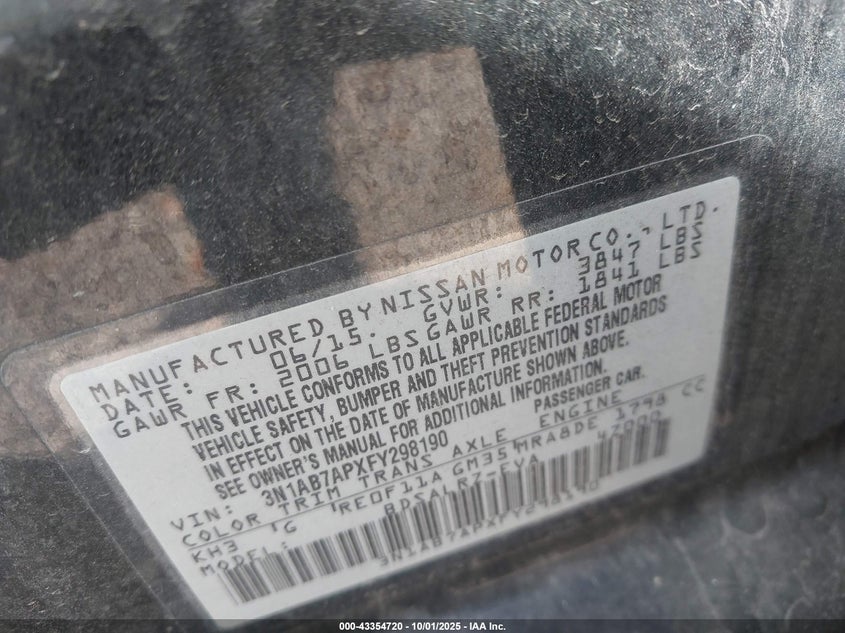 MANUFACTURED BY NISSAN MOTOR CO., LTD.
DATE: 06/15. GVWR: 3847 LBS
GAWR FR: 2006 LBS GAWR RR: 1841 LBS
THIS VEHICLE CONFORMS TO ALL APPLICABLE FEDERAL MOTOR
VEHICLE SAFETY, BUMPER AND THEFT PREVENTION STANDARDS
IN EFFECT ON THE DATE OF MANUFACTURE SHOWN ABOVE.
SEE OWNER'S MANUAL FOR ADDITIONAL INFORMATION.
VIN: 3N1AB7APXFY298190 PASSENGER CAR.
COLOR TRIM TRANS AXLE ENGINE
KH3 'G 'RE0F11A GM35 MRA8DE 1798 CC
MODEL: BDSALRZ-EVA 47000
3N1AB7APXFY298190
000-43354720 - 10/01/2025 - IAA Inc.